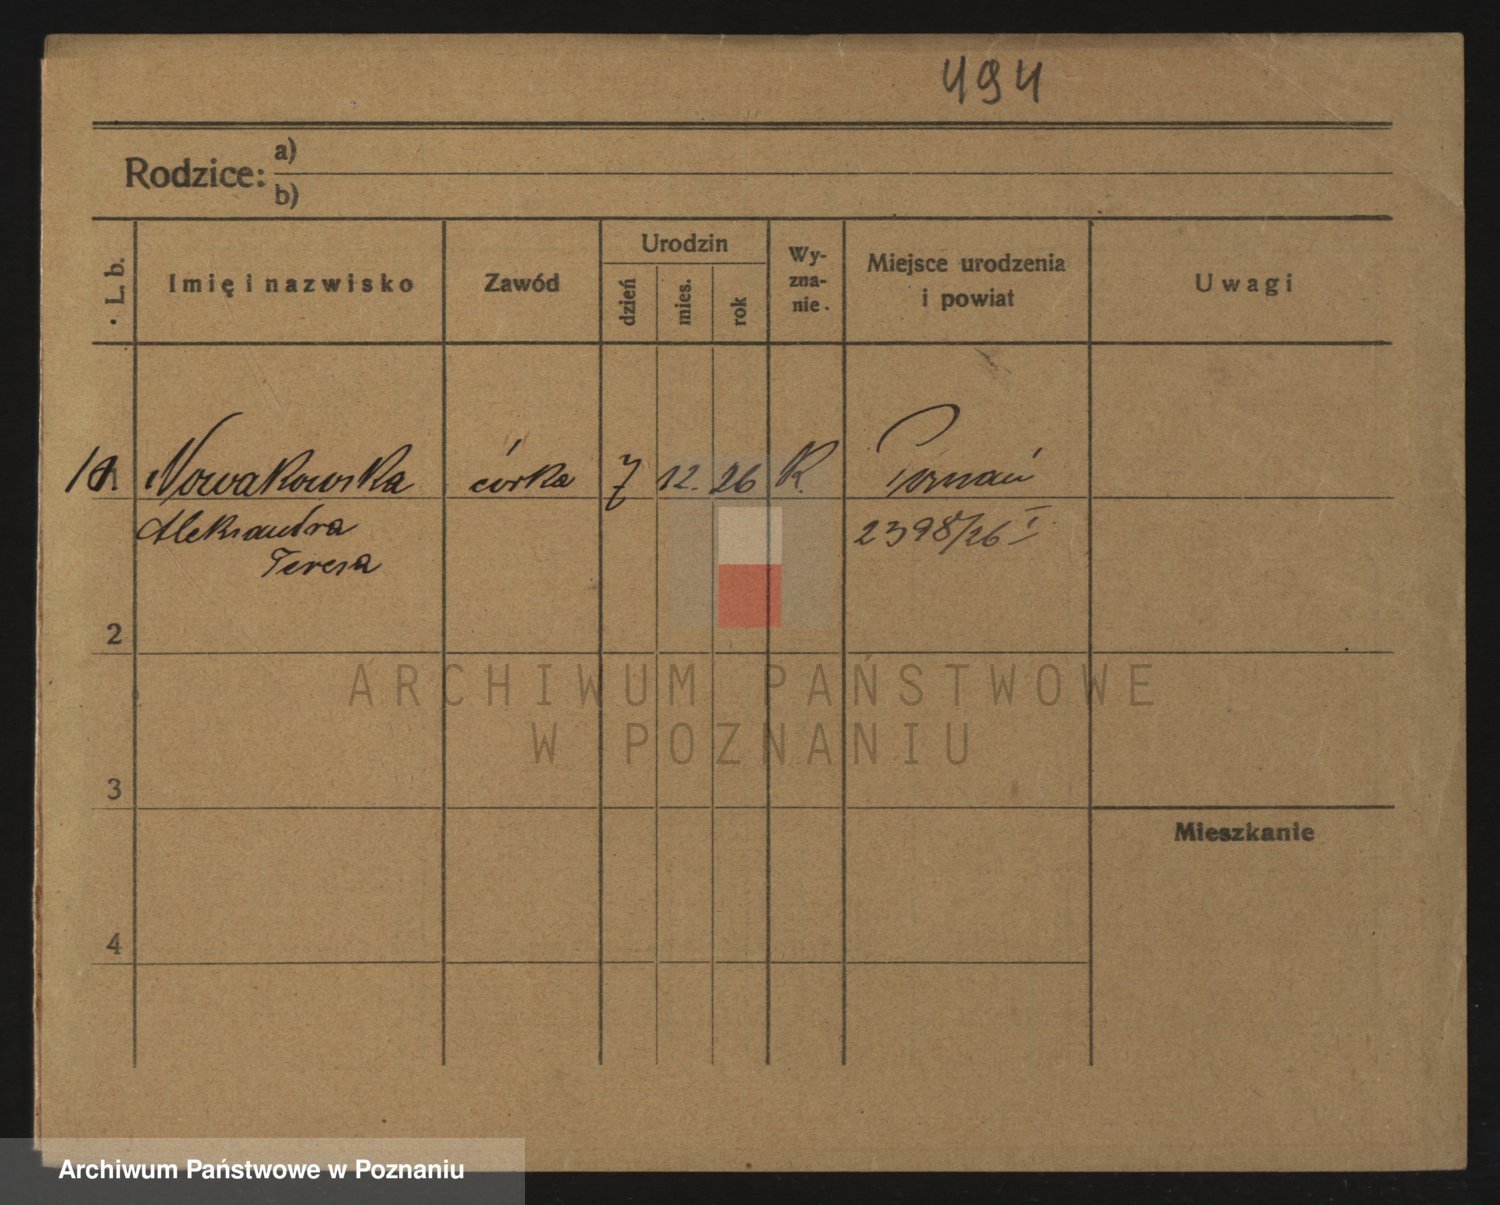 494
Rodzice: a)
b)
L. b.
Imię i nazwisko
Zawód
Urodzin
dzień
mies.
rok
Wy-
zna-
nie.
Miejsce urodzenia
i powiat
Uwagi
Nowakowska córka 7 12. 26 K. Poznań
Aleksandra 2398/26 I
Teresa
2
ARCHIWUM PAŃSTWOWE
W POZNANIU
3
Mieszkanie
4
Archiwum Państwowe w Poznaniu